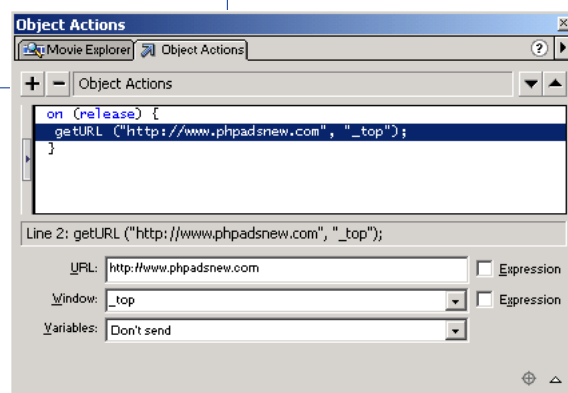 Object Actions
Movie Explorer Object Actions ?
Object Actions
on (release) {
getURL ("http://www.phpadsnew.com", "_top");
}
Line 2: getURL ("http://www.phpadsnew.com", "_top");
URL: http://www.phpadsnew.com Expression
Window: _top Expression
Variables: Don't send